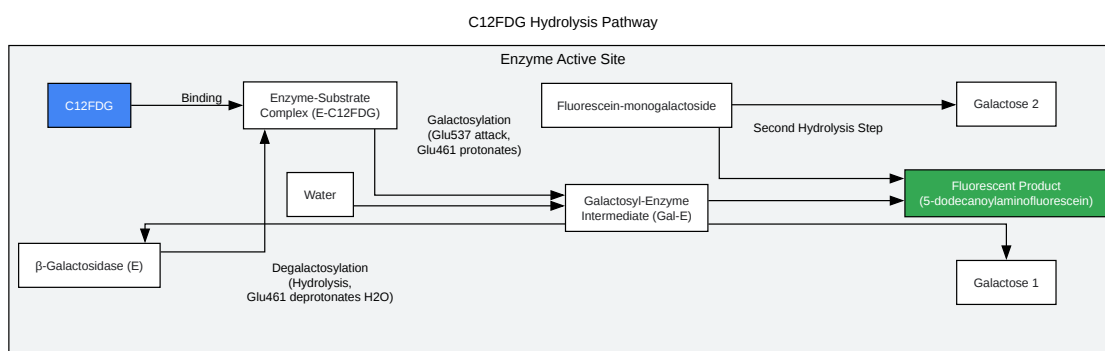 C12FDG Hydrolysis Pathway
Enzyme Active Site
C12FDG
Binding
Enzyme-Substrate
Complex (E-C12FDG)
Galactosylation
(Glu537 attack,
Glu461 protonates)
Fluorescein-monogalactoside
Second Hydrolysis Step
Galactose 2
Water
Galactosyl-Enzyme
Intermediate (Gal-E)
Fluorescent Product
(5-dodecanoylaminofluorescein)
β-Galactosidase (E)
Degalactosylation
(Hydrolysis,
Glu461 deprotonates H2O)
Galactose 1